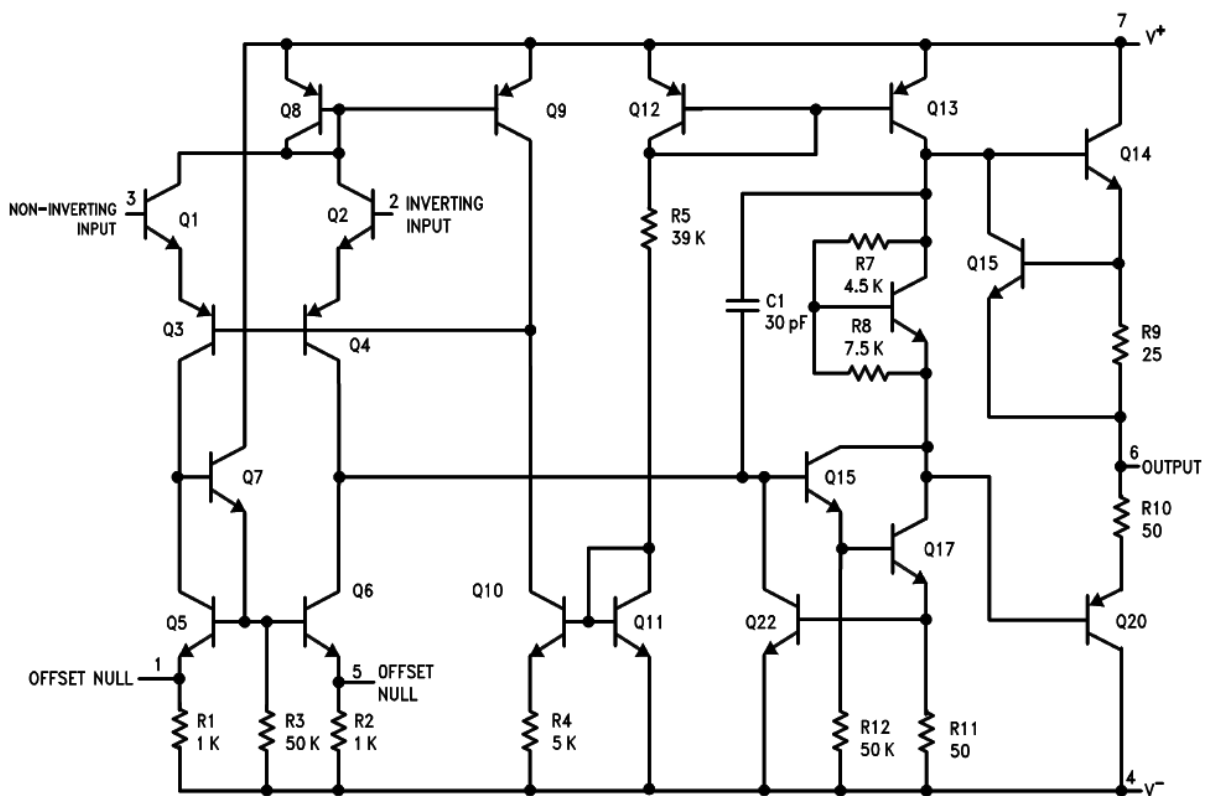 7
V+
Q8
Q9
Q12
Q13
Q14
3
NON-INVERTING
INPUT
Q1
Q2
2
INVERTING
INPUT
R5
39 K
R7
4.5 K
Q15
Q3
Q4
C1
30 pF
R8
7.5 K
R9
25
Q7
Q15
6
OUTPUT
R10
50
Q17
Q5
Q6
Q10
Q11
Q22
Q20
1
OFFSET NULL
5
OFFSET
NULL
R1
1 K
R3
50 K
R2
1 K
R4
5 K
R12
50 K
R11
50
4
V-